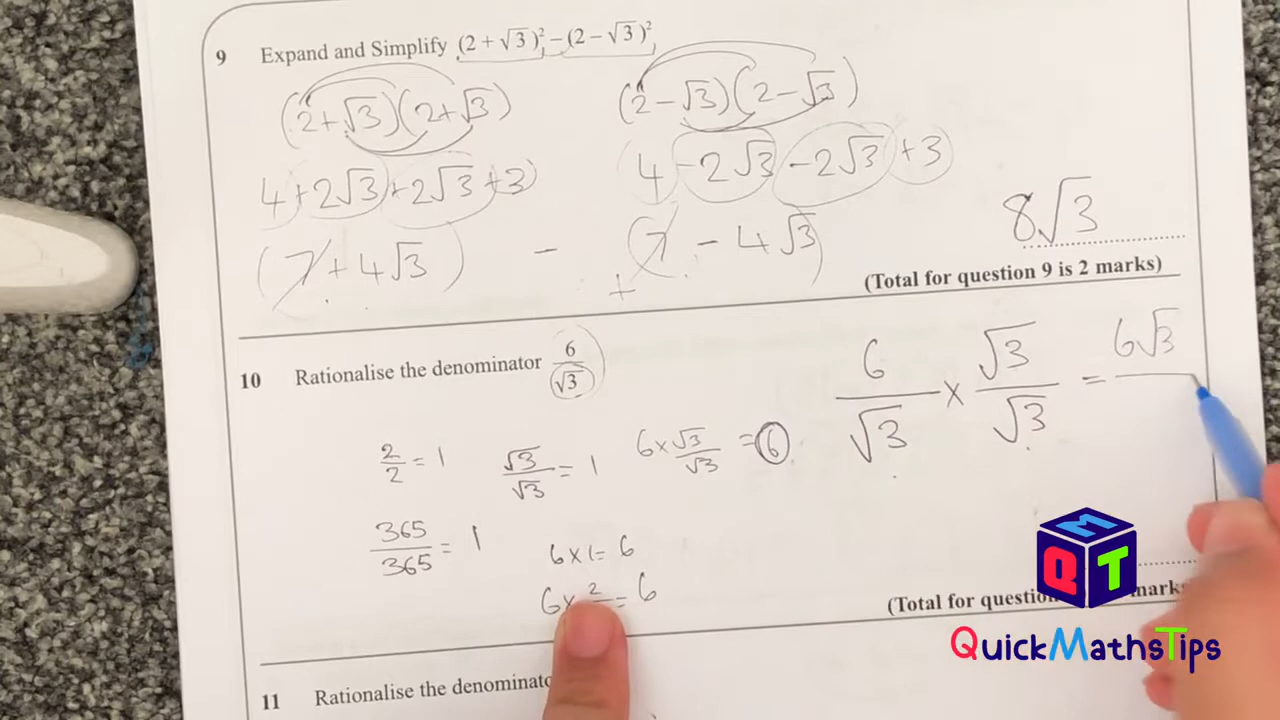 9 Expand and Simplify (2 + √3)² − (2 − √3)²
(2+√3)(2+√3) (2−√3)(2−√3)
4+2√3+2√3+3) (4−2√3−2√3+3
(7+4√3) − (7−4√3)
+
8√3
(Total for question 9 is 2 marks)
10 Rationalise the denominator 6/√3
6/√3 × √3/√3 = 6√3
2/2 = 1 √3/√3 = 1 6×√3/√3 = 6
365/365 = 1
6×1=6
6× 2 = 6
(Total for question marks
QT M
QuickMathsTips
11 Rationalise the